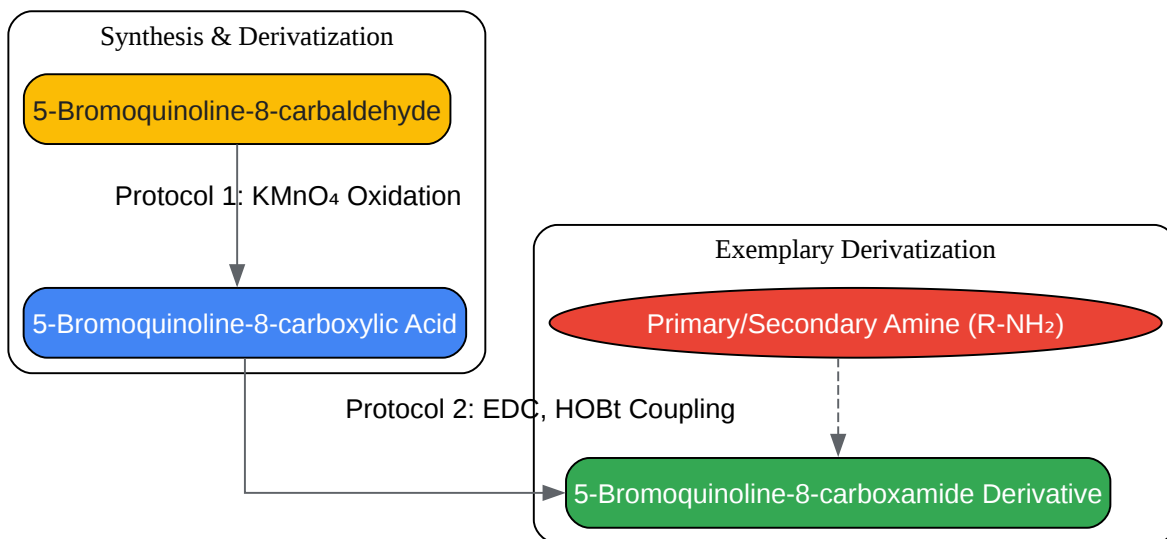 Synthesis & Derivatization
5-Bromoquinoline-8-carbaldehyde
Protocol 1: KMnO₄ Oxidation
5-Bromoquinoline-8-carboxylic Acid
Exemplary Derivatization
Primary/Secondary Amine (R-NH₂)
Protocol 2: EDC, HOBt Coupling
5-Bromoquinoline-8-carboxamide Derivative